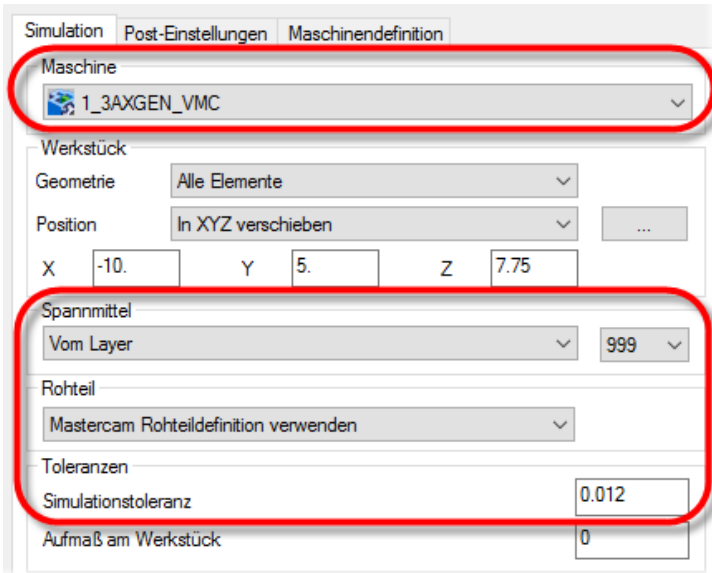 Simulation Post-Einstellungen Maschinendefinition
Maschine
1_3AXGEN_VMC
Werkstück
Geometrie Alle Elemente
Position In XYZ verschieben ...
X -10. Y 5. Z 7.75
Spannmittel
Vom Layer 999
Rohteil
Mastercam Rohteildefinition verwenden
Toleranzen
Simulationstoleranz 0.012
Aufmaß am Werkstück 0